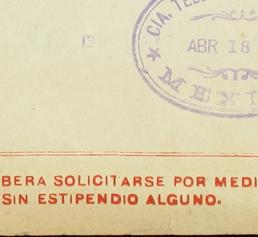 CIA. TEL
ABR 18
MEXI
BERA SOLICITARSE POR MEDI
SIN ESTIPENDIO ALGUNO.